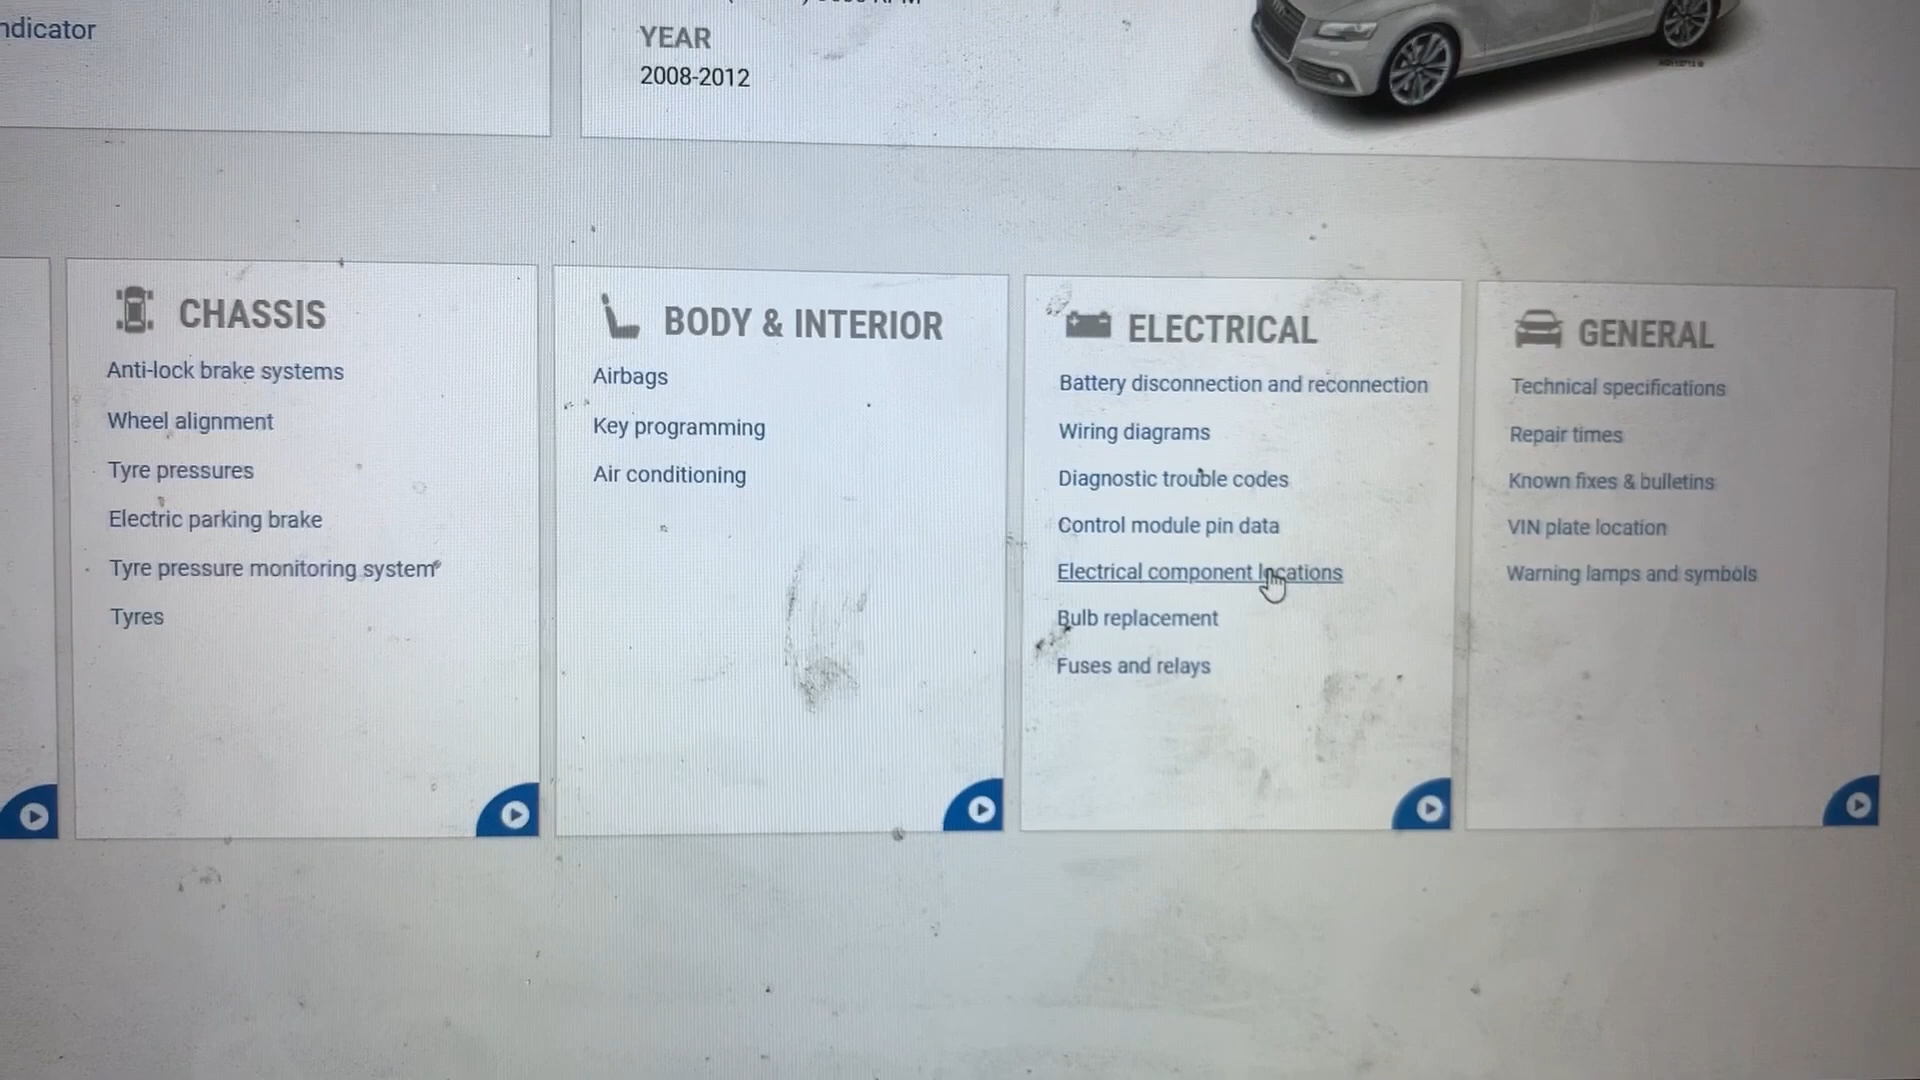 YEAR
2008-2012
CHASSIS
Anti-lock brake systems
Wheel alignment
Tyre pressures
Electric parking brake
Tyre pressure monitoring system
Tyres
BODY & INTERIOR
Airbags
Key programming
Air conditioning
ELECTRICAL
Battery disconnection and reconnection
Wiring diagrams
Diagnostic trouble codes
Control module pin data
Electrical component locations
Bulb replacement
Fuses and relays
GENERAL
Technical specifications
Repair times
Known fixes & bulletins
VIN plate location
Warning lamps and symbols